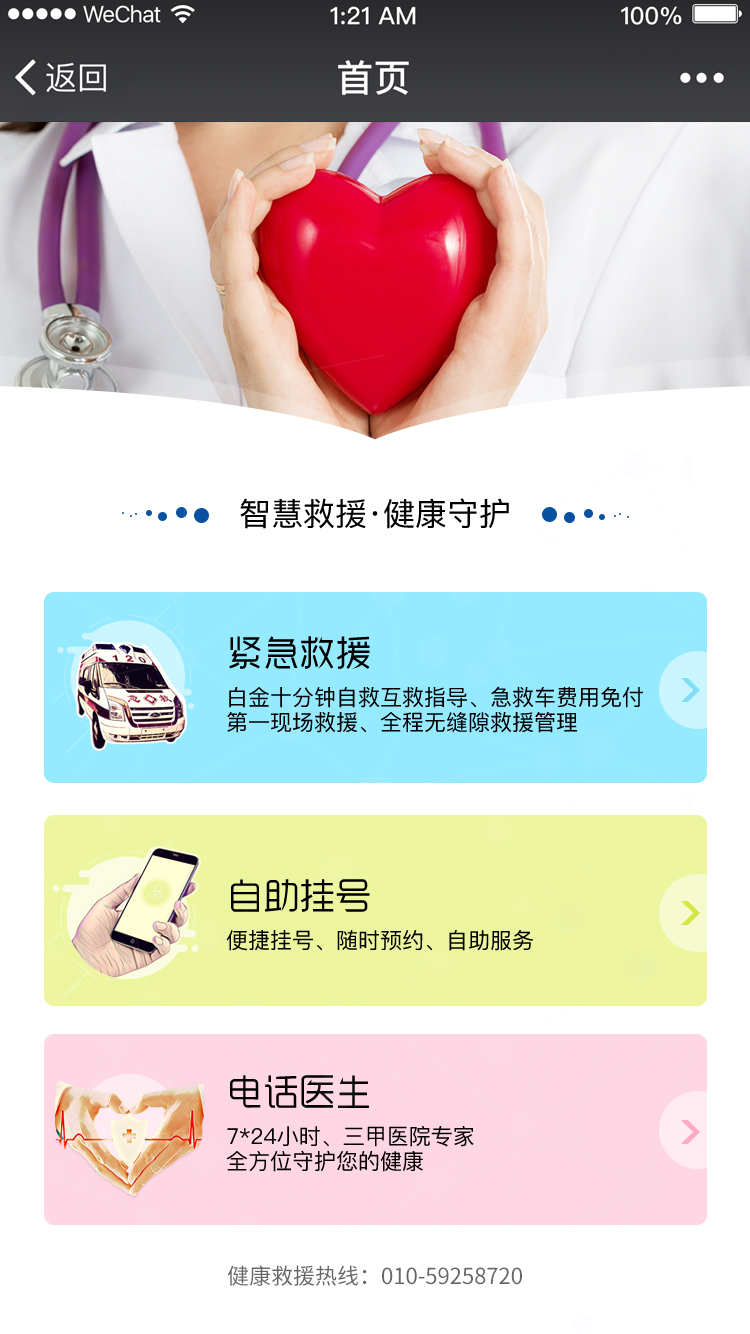 WeChat 1:21 AM 100%
返回 首页
智慧救援·健康守护
120
紧急救援
白金十分钟自救互救指导、急救车费用免付
第一现场救援、全程无缝隙救援管理
自助挂号
便捷挂号、随时预约、自助服务
电话医生
7*24小时、三甲医院专家
全方位守护您的健康
健康救援热线：010-59258720